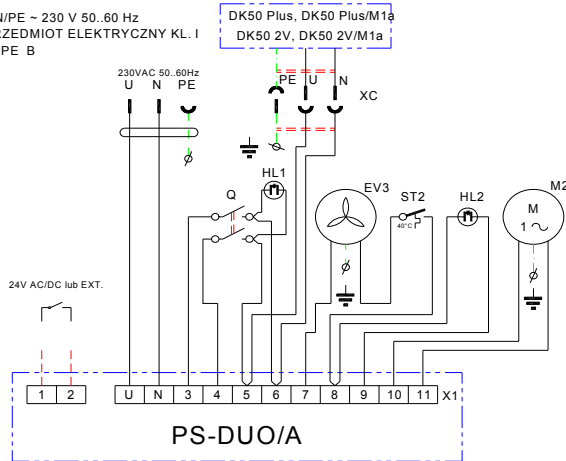 N/PE ~ 230 V 50..60 Hz
RZEDMIOT ELEKTRYCZNY KL. I
PE B
DK50 Plus, DK50 Plus/M1a
DK50 2V, DK50 2V/M1a
230VAC 50..60Hz
U N PE
PE U N
XC
Q
HL1
EV3
ST2
40°C
HL2
M2
M
1
24V AC/DC lub EXT.
1 2 U N 3 4 5 6 7 8 9 10 11 X1
PS-DUO/A